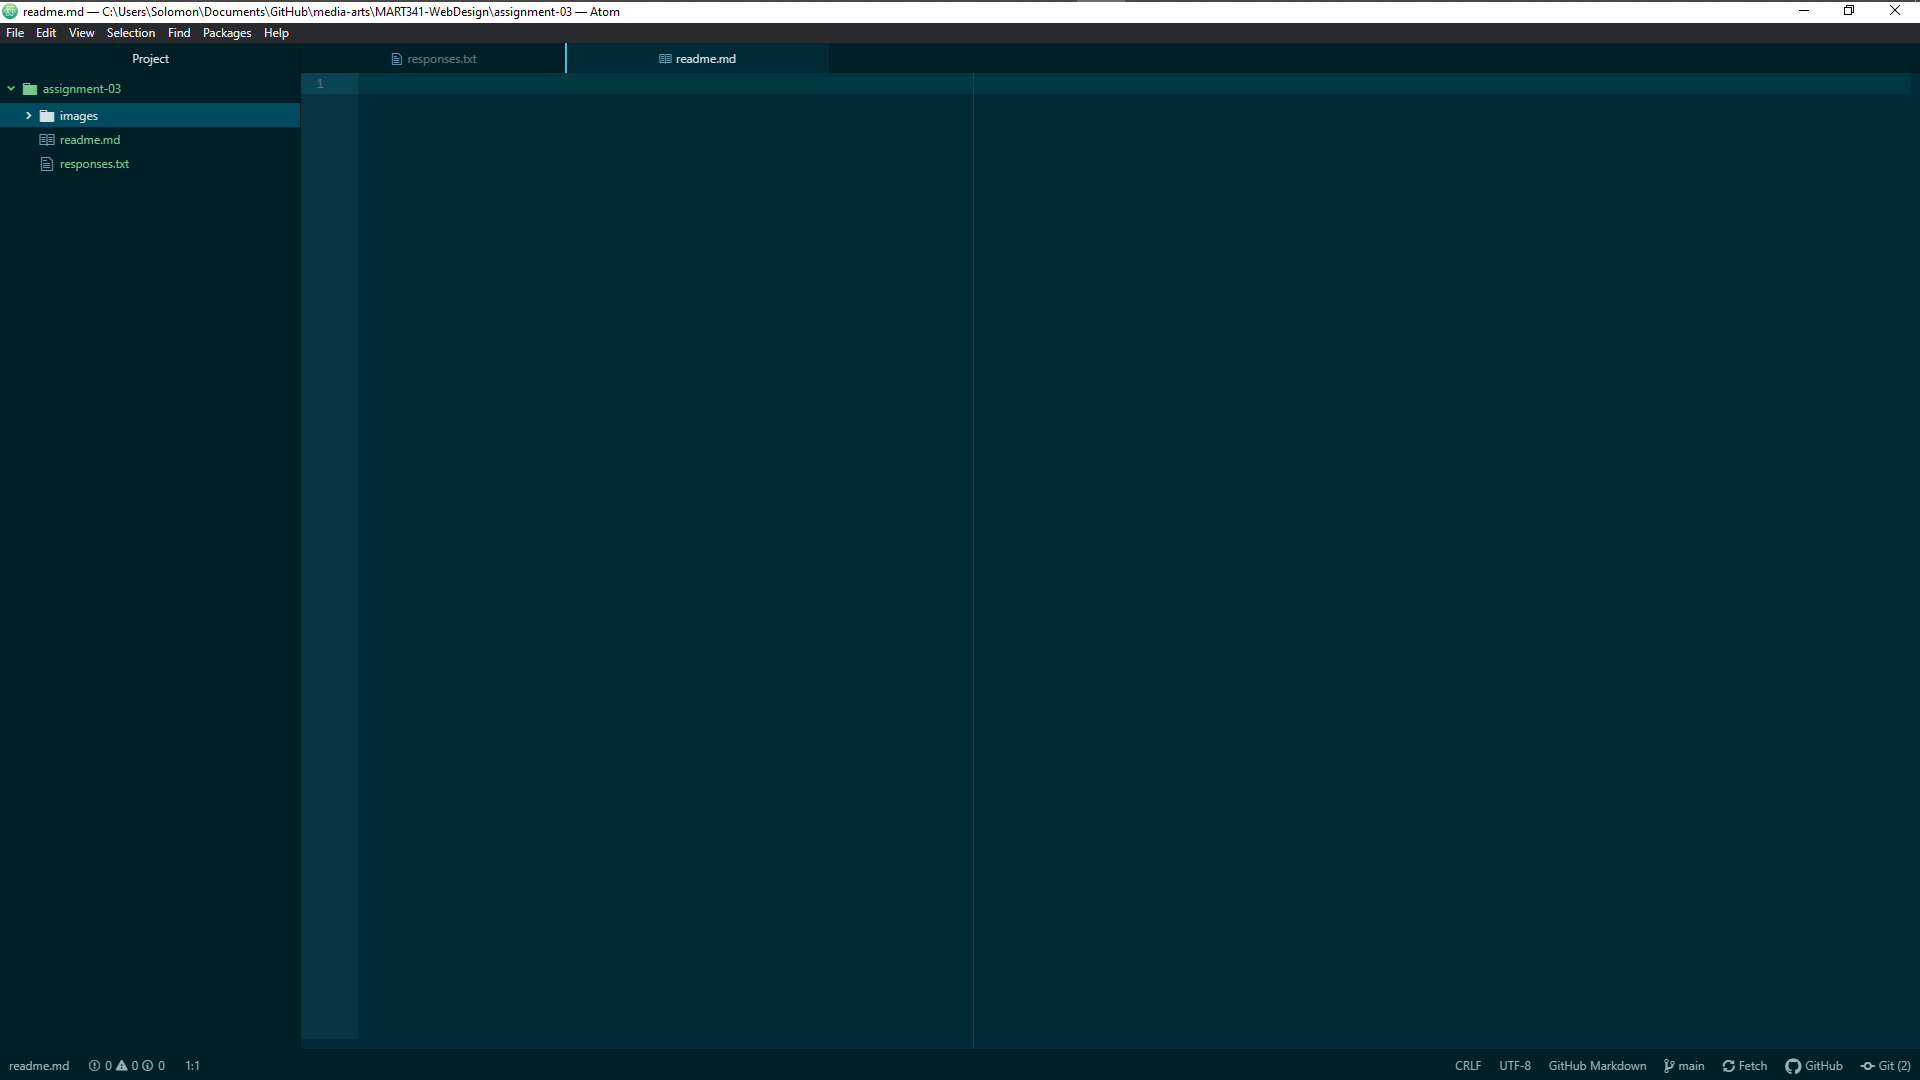 readme.md — C:\Users\Solomon\Documents\GitHub\media-arts\MART341-WebDesign\assignment-03 — Atom
File Edit View Selection Find Packages Help
Project
responses.txt
readme.md
assignment-03
images
readme.md
responses.txt
1
readme.md 0 0 0 1:1 CRLF UTF-8 GitHub Markdown main Fetch GitHub Git (2)